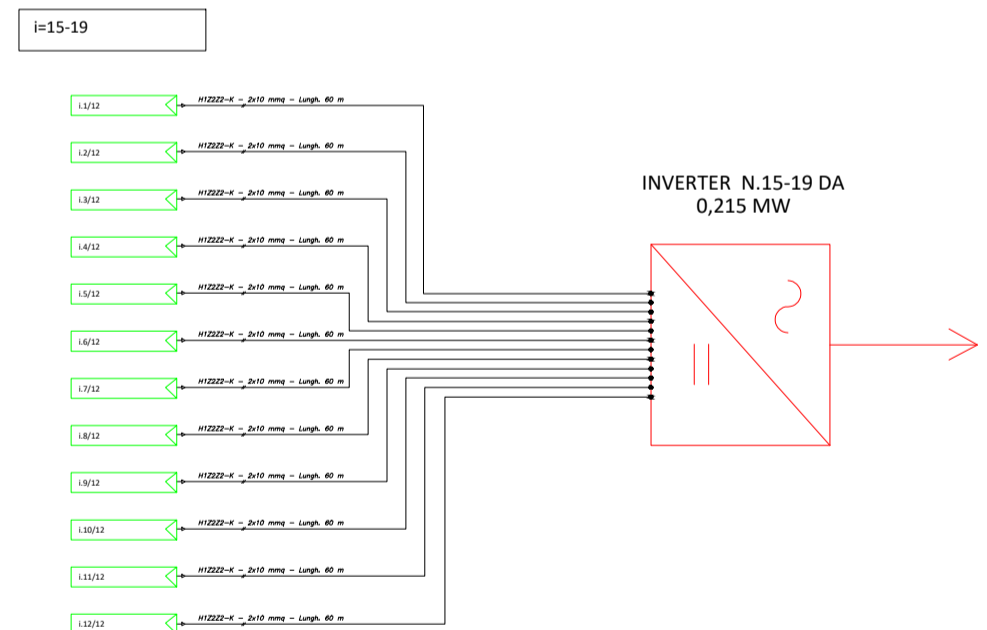 i=15-19
i.1/12
H1Z2Z2-K - 2x10 mmq - Lungh. 60 m
i.2/12
H1Z2Z2-K - 2x10 mmq - Lungh. 60 m
i.3/12
H1Z2Z2-K - 2x10 mmq - Lungh. 60 m
i.4/12
H1Z2Z2-K - 2x10 mmq - Lungh. 60 m
i.5/12
H1Z2Z2-K - 2x10 mmq - Lungh. 60 m
i.6/12
H1Z2Z2-K - 2x10 mmq - Lungh. 60 m
i.7/12
H1Z2Z2-K - 2x10 mmq - Lungh. 60 m
i.8/12
H1Z2Z2-K - 2x10 mmq - Lungh. 60 m
i.9/12
H1Z2Z2-K - 2x10 mmq - Lungh. 60 m
i.10/12
H1Z2Z2-K - 2x10 mmq - Lungh. 60 m
i.11/12
H1Z2Z2-K - 2x10 mmq - Lungh. 60 m
i.12/12
H1Z2Z2-K - 2x10 mmq - Lungh. 60 m
INVERTER N.15-19 DA
0,215 MW